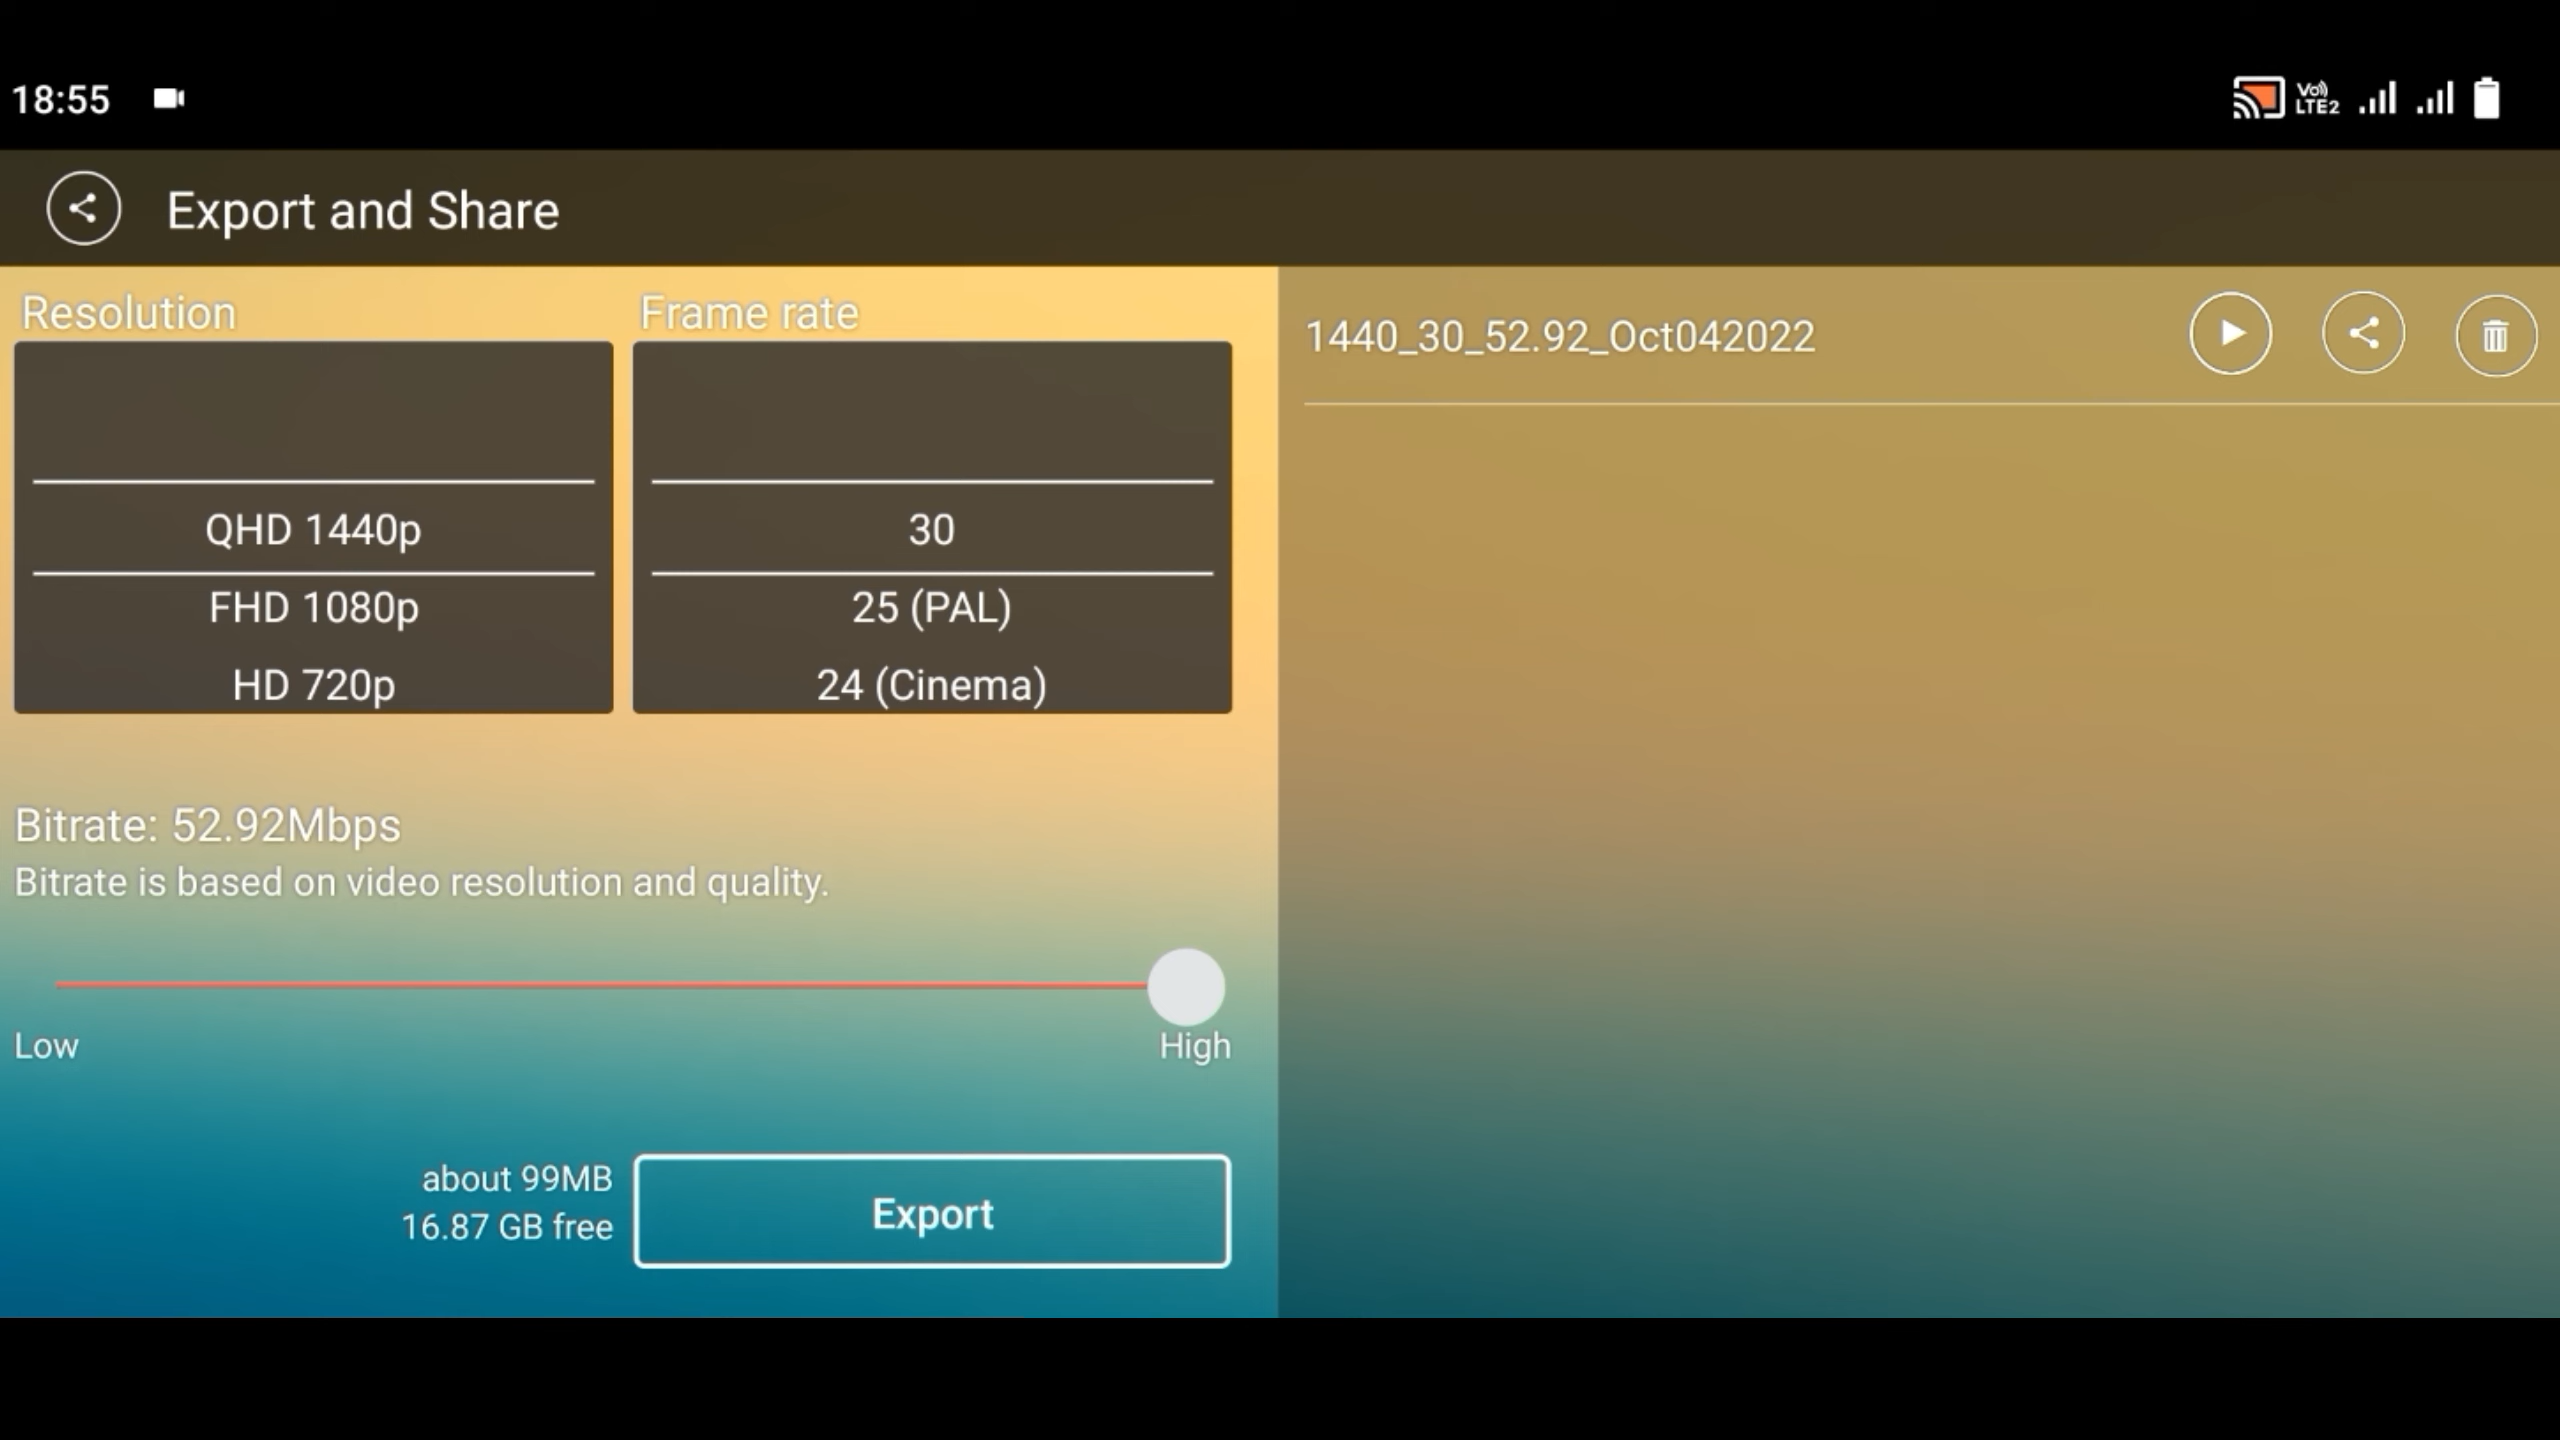 18:55
Vo))
LTE2
Export and Share
Resolution
Frame rate
QHD 1440p
FHD 1080p
HD 720p
30
25 (PAL)
24 (Cinema)
Bitrate: 52.92Mbps
Bitrate is based on video resolution and quality.
Low
High
about 99MB
16.87 GB free
Export
1440_30_52.92_Oct042022